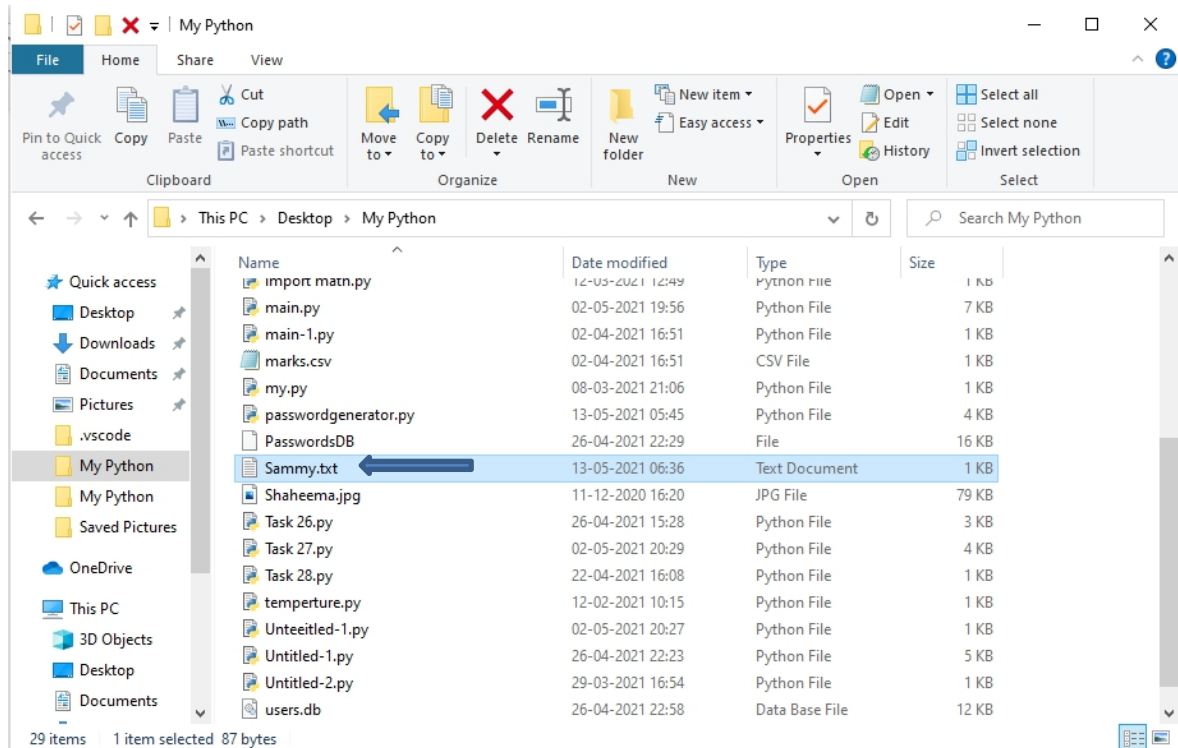 My Python
File Home Share View
Pin to Quick access
Copy
Paste
Cut
Copy path
Paste shortcut
Clipboard
Move to
Copy to
Delete
Rename
Organize
New folder
New item
Easy access
New
Properties
Open
Edit
History
Open
Select all
Select none
Invert selection
Select
This PC > Desktop > My Python
Search My Python
Name Date modified Type Size
import math.py 12-03-2021 12:49 Python File 1 KB
main.py 02-05-2021 19:56 Python File 7 KB
main-1.py 02-04-2021 16:51 Python File 1 KB
marks.csv 02-04-2021 16:51 CSV File 1 KB
my.py 08-03-2021 21:06 Python File 1 KB
passwordgenerator.py 13-05-2021 05:45 Python File 4 KB
PasswordsDB 26-04-2021 22:29 File 16 KB
Sammy.txt 13-05-2021 06:36 Text Document 1 KB
Shaheema.jpg 11-12-2020 16:20 JPG File 79 KB
Task 26.py 26-04-2021 15:28 Python File 3 KB
Task 27.py 02-05-2021 20:29 Python File 4 KB
Task 28.py 22-04-2021 16:08 Python File 1 KB
temperture.py 12-02-2021 10:15 Python File 1 KB
Unteeitled-1.py 02-05-2021 20:27 Python File 1 KB
Untitled-1.py 26-04-2021 22:23 Python File 5 KB
Untitled-2.py 29-03-2021 16:54 Python File 1 KB
users.db 26-04-2021 22:58 Data Base File 12 KB
Quick access
Desktop
Downloads
Documents
Pictures
.vscode
My Python
My Python
Saved Pictures
OneDrive
This PC
3D Objects
Desktop
Documents
29 items 1 item selected 87 bytes